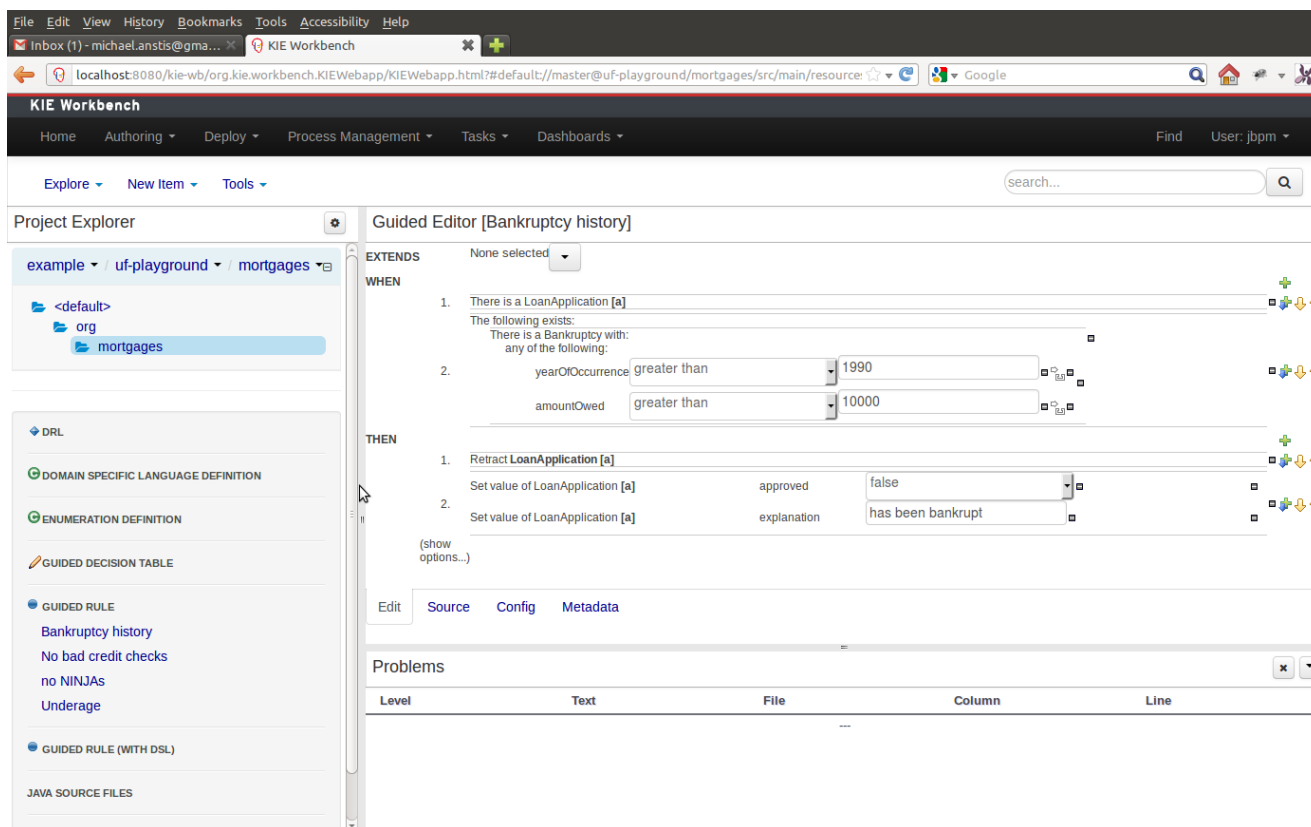 File Edit View History Bookmarks Tools Accessibility Help
Inbox (1) - michael.anstis@gma... KIE Workbench
localhost:8080/kie-wb/org.kie.workbench.KIEWebapp/KIEWebapp.html?#default://master@uf-playground/mortgages/src/main/resource: Google
KIE Workbench
Home Authoring Deploy Process Management Tasks Dashboards Find User: jbpm
Explore New Item Tools search...
Project Explorer
example / uf-playground / mortgages
<default>
org
mortgages
DRL
DOMAIN SPECIFIC LANGUAGE DEFINITION
ENUMERATION DEFINITION
GUIDED DECISION TABLE
GUIDED RULE
Bankruptcy history
No bad credit checks
no NINJAs
Underage
GUIDED RULE (WITH DSL)
JAVA SOURCE FILES
Guided Editor [Bankruptcy history]
EXTENDS None selected
WHEN
1. There is a LoanApplication [a]
The following exists:
There is a Bankruptcy with:
any of the following:
2. yearOfOccurrence greater than 1990
amountOwed greater than 10000
THEN
1. Retract LoanApplication [a]
Set value of LoanApplication [a] approved false
2.
Set value of LoanApplication [a] explanation has been bankrupt
(show
options...)
Edit Source Config Metadata
Problems
Level Text File Column Line
---